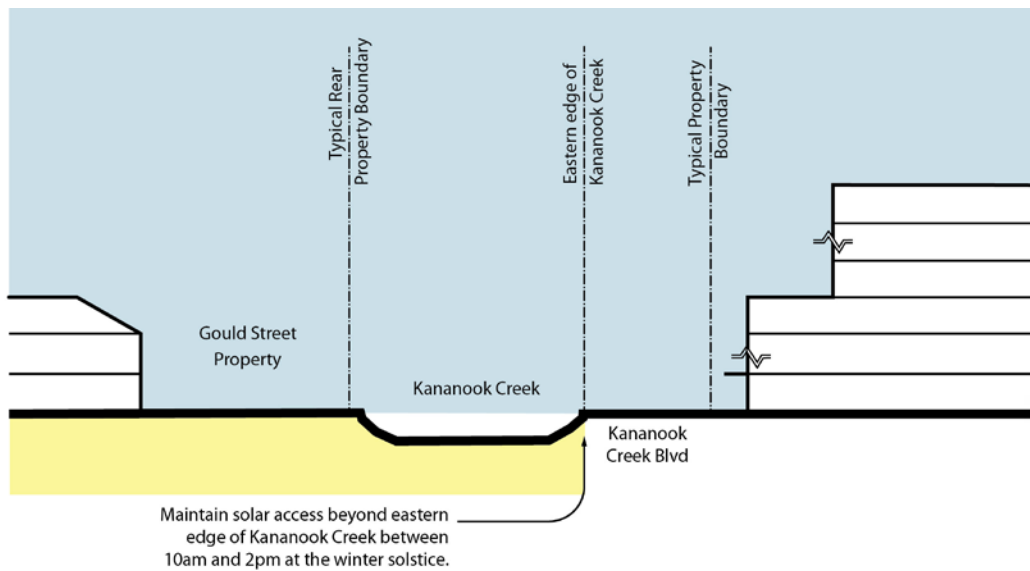 Typical Rear
Property Boundary
Eastern edge of
Kananook Creek
Typical Property
Boundary
Gould Street
Property
Kananook Creek
Kananook
Creek Blvd
Maintain solar access beyond eastern
edge of Kananook Creek between
10am and 2pm at the winter solstice.